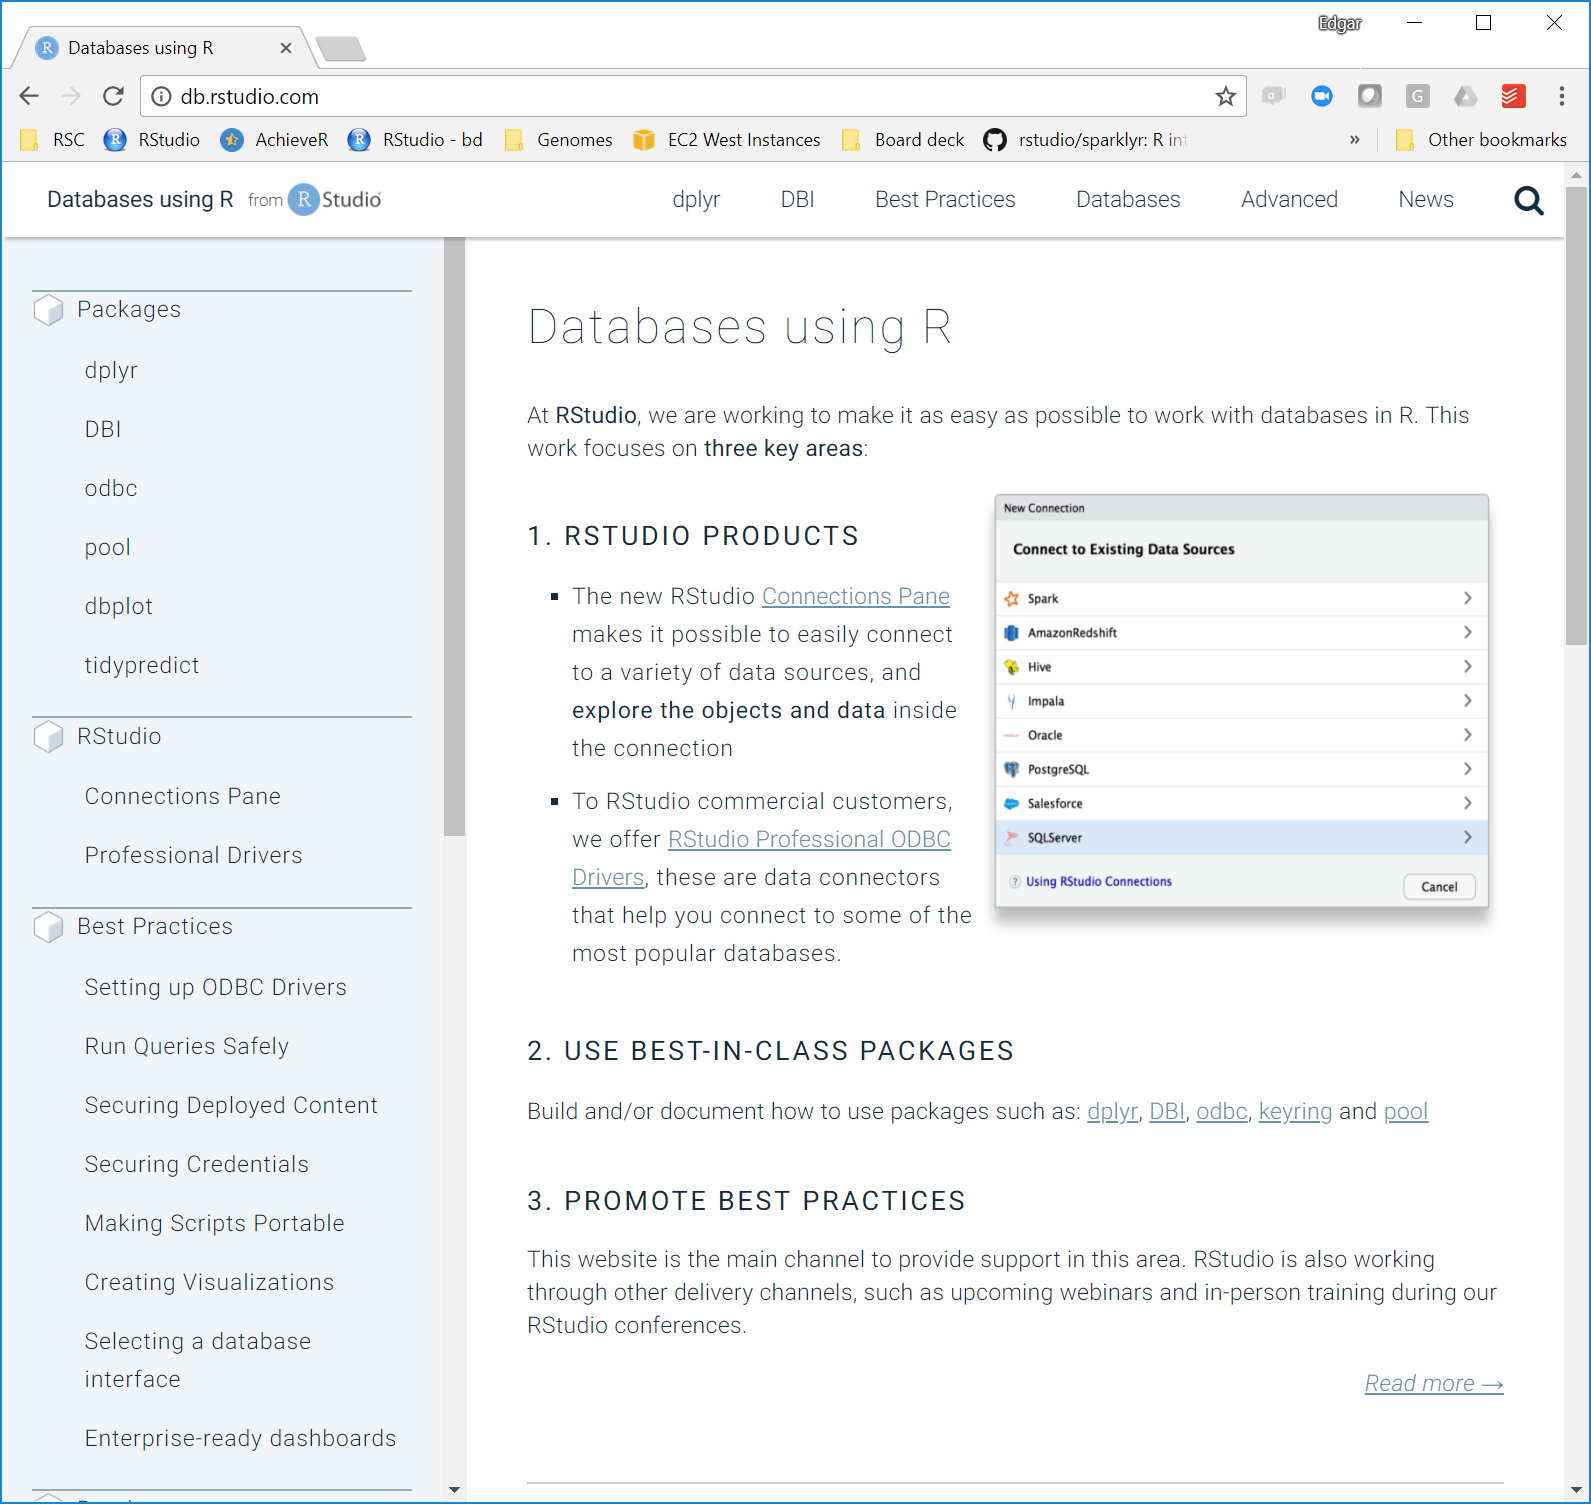 Edgar
Databases using R
db.rstudio.com
RSC RStudio AchieveR RStudio - bd Genomes EC2 West Instances Board deck rstudio/sparklyr: R int » Other bookmarks
Databases using R from R Studio dplyr DBI Best Practices Databases Advanced News
Packages
dplyr
DBI
odbc
pool
dbplot
tidypredict
RStudio
Connections Pane
Professional Drivers
Best Practices
Setting up ODBC Drivers
Run Queries Safely
Securing Deployed Content
Securing Credentials
Making Scripts Portable
Creating Visualizations
Selecting a database
interface
Enterprise-ready dashboards
Databases using R
At RStudio, we are working to make it as easy as possible to work with databases in R. This
work focuses on three key areas:
1. RSTUDIO PRODUCTS
The new RStudio Connections Pane
makes it possible to easily connect
to a variety of data sources, and
explore the objects and data inside
the connection
To RStudio commercial customers,
we offer RStudio Professional ODBC
Drivers, these are data connectors
that help you connect to some of the
most popular databases.
New Connection
Connect to Existing Data Sources
Spark
AmazonRedshift
Hive
Impala
Oracle
PostgreSQL
Salesforce
SQLServer
? Using RStudio Connections
Cancel
2. USE BEST-IN-CLASS PACKAGES
Build and/or document how to use packages such as: dplyr, DBI, odbc, keyring and pool
3. PROMOTE BEST PRACTICES
This website is the main channel to provide support in this area. RStudio is also working
through other delivery channels, such as upcoming webinars and in-person training during our
RStudio conferences.
Read more →